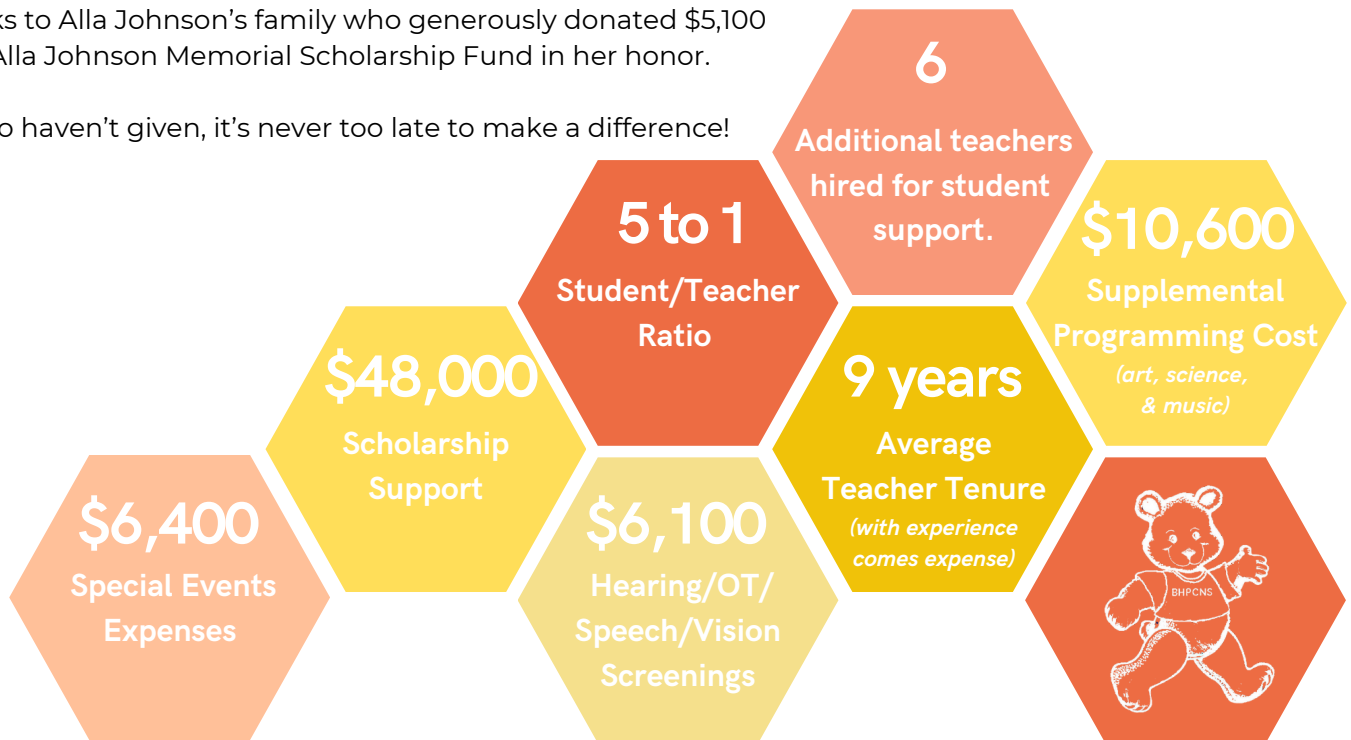 ks to Alla Johnson’s family who generously donated $5,100
Alla Johnson Memorial Scholarship Fund in her honor.
o haven’t given, it’s never too late to make a difference!
6
Additional teachers
hired for student
support.
5 to 1
Student/Teacher
Ratio
$10,600
Supplemental
Programming Cost
(art, science,
& music)
$48,000
Scholarship
Support
9 years
Average
Teacher Tenure
(with experience
comes expense)
$6,400
Special Events
Expenses
$6,100
Hearing/OT/
Speech/Vision
Screenings
BHPCNS